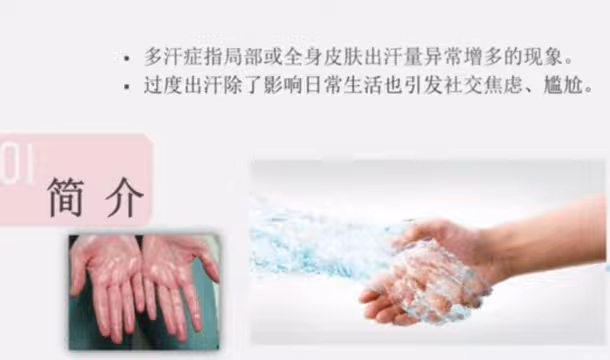 多汗症指局部或全身皮肤出汗量异常增多的现象。
过度出汗除了影响日常生活也引发社交焦虑、尴尬。
01
简介